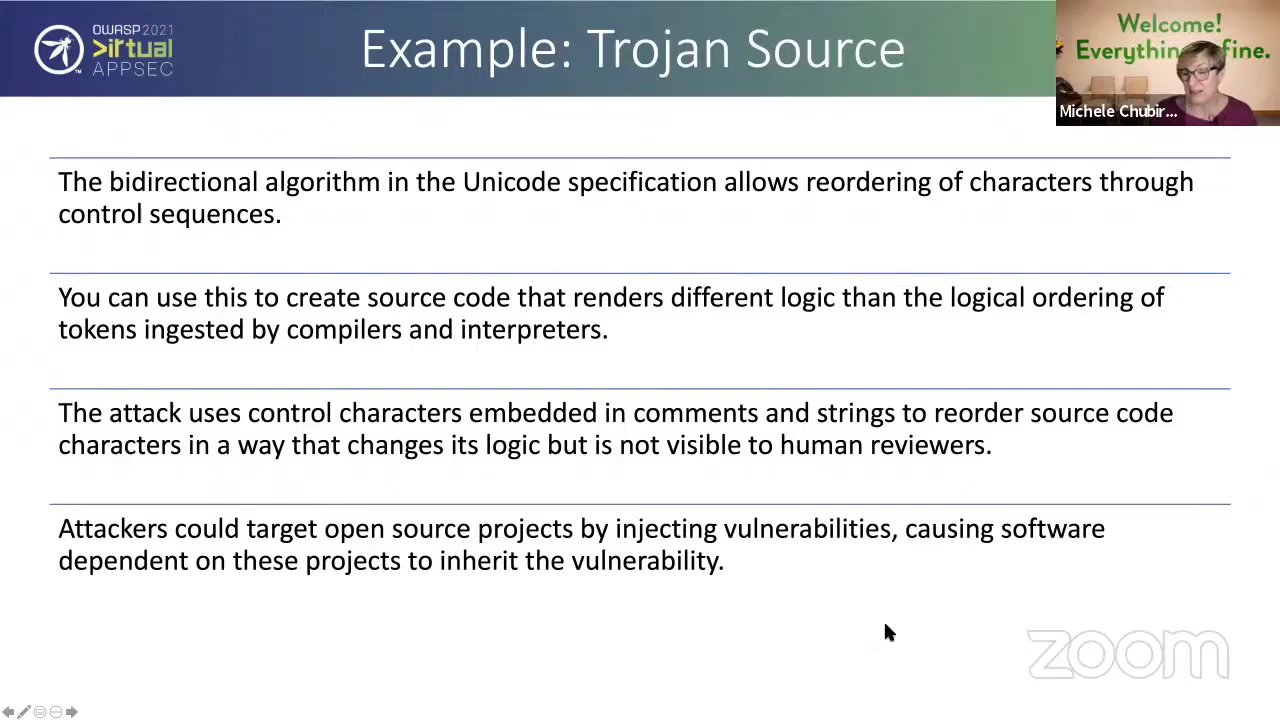 OWASP 2021
Virtual
APPSEC
Example: Trojan Source
Welcome!
Everything fine.
Michele Chubir...
The bidirectional algorithm in the Unicode specification allows reordering of characters through
control sequences.
You can use this to create source code that renders different logic than the logical ordering of
tokens ingested by compilers and interpreters.
The attack uses control characters embedded in comments and strings to reorder source code
characters in a way that changes its logic but is not visible to human reviewers.
Attackers could target open source projects by injecting vulnerabilities, causing software
dependent on these projects to inherit the vulnerability.
zoom